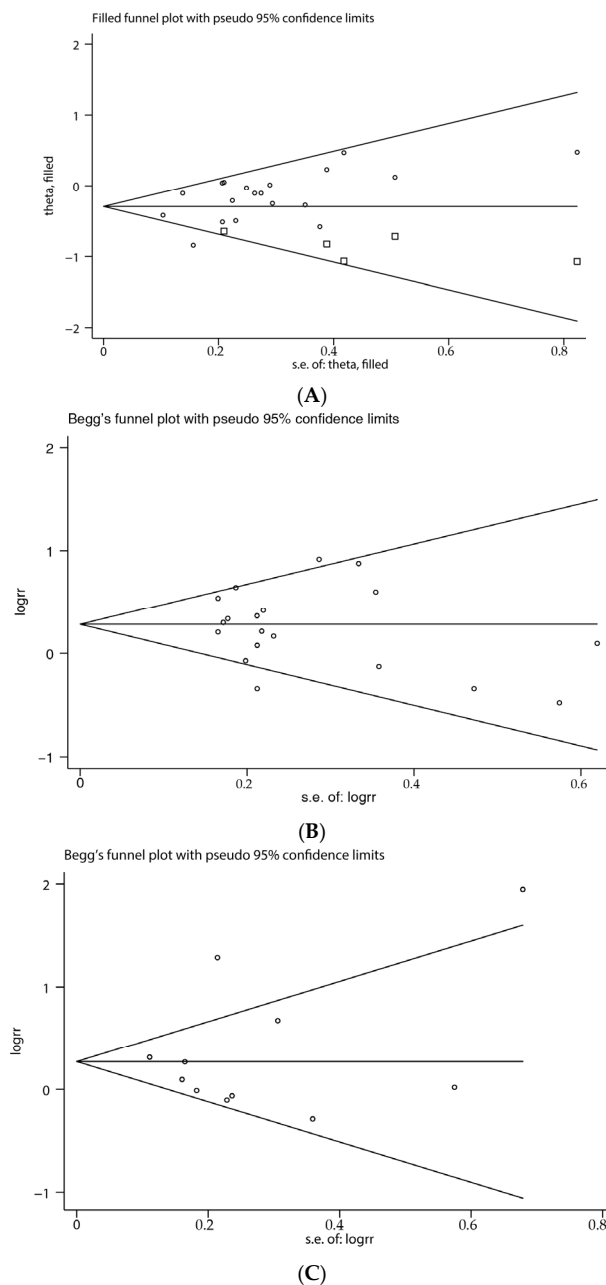 Filled funnel plot with pseudo 95% confidence limits
2
1
0
−1
−2
theta, filled
0 0.2 0.4 0.6 0.8
s.e. of: theta, filled
(A)
Begg's funnel plot with pseudo 95% confidence limits
2
1
0
−1
logrr
0 0.2 0.4 0.6
s.e. of: logrr
(B)
Begg's funnel plot with pseudo 95% confidence limits
2
1
0
−1
logrr
0 0.2 0.4 0.6 0.8
s.e. of: logrr
(C)